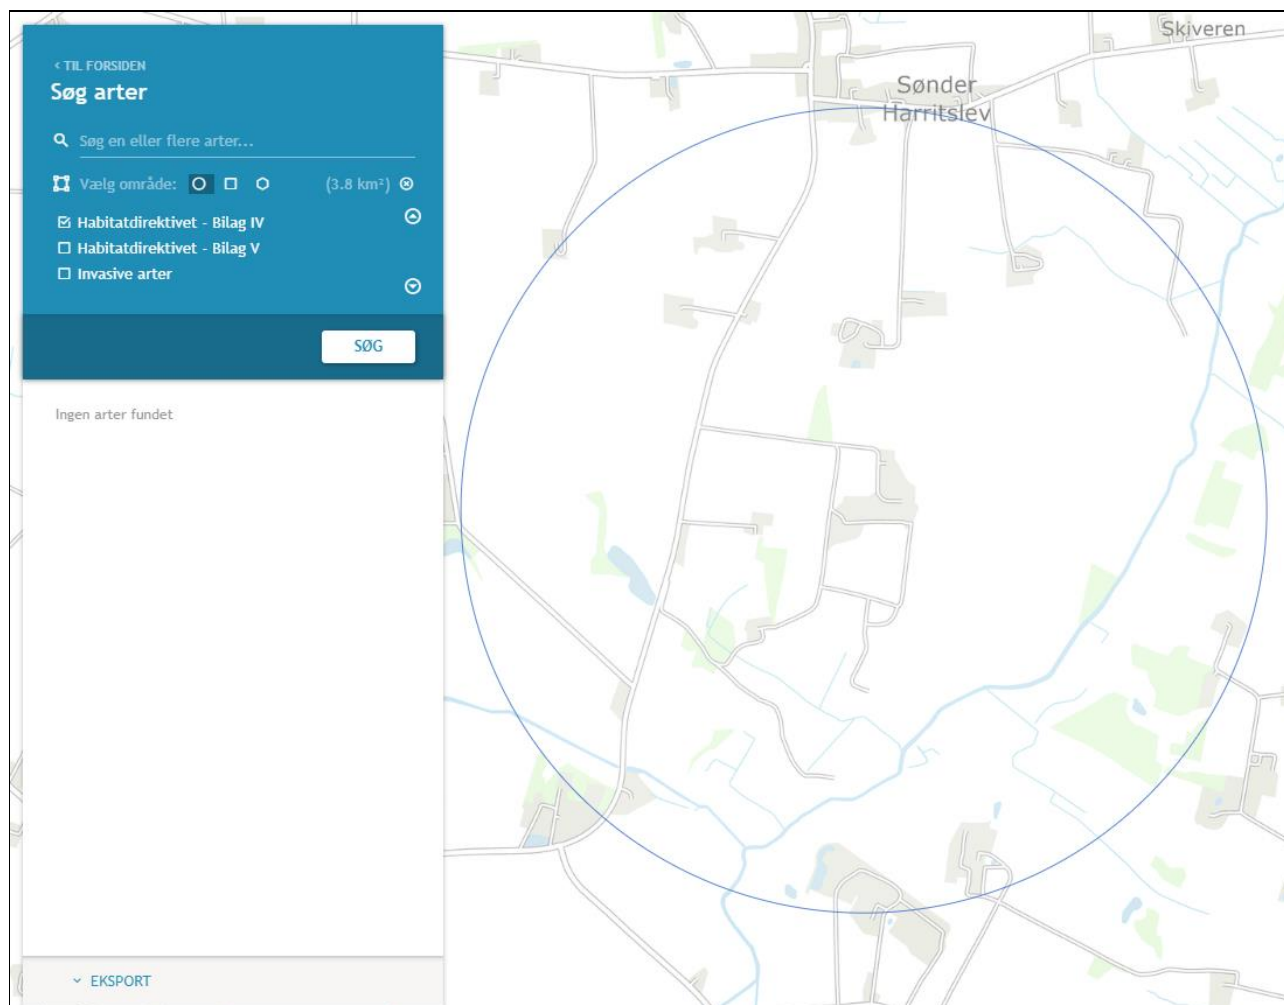 ‹ TIL FORSIDEN
Søg arter
Søg en eller flere arter...
Vælg område:
(3.8 km²)
Habitatdirektivet - Bilag IV
Habitatdirektivet - Bilag V
Invasive arter
SØG
Ingen arter fundet
EKSPORT
Skiveren
Sønder
Harritslev